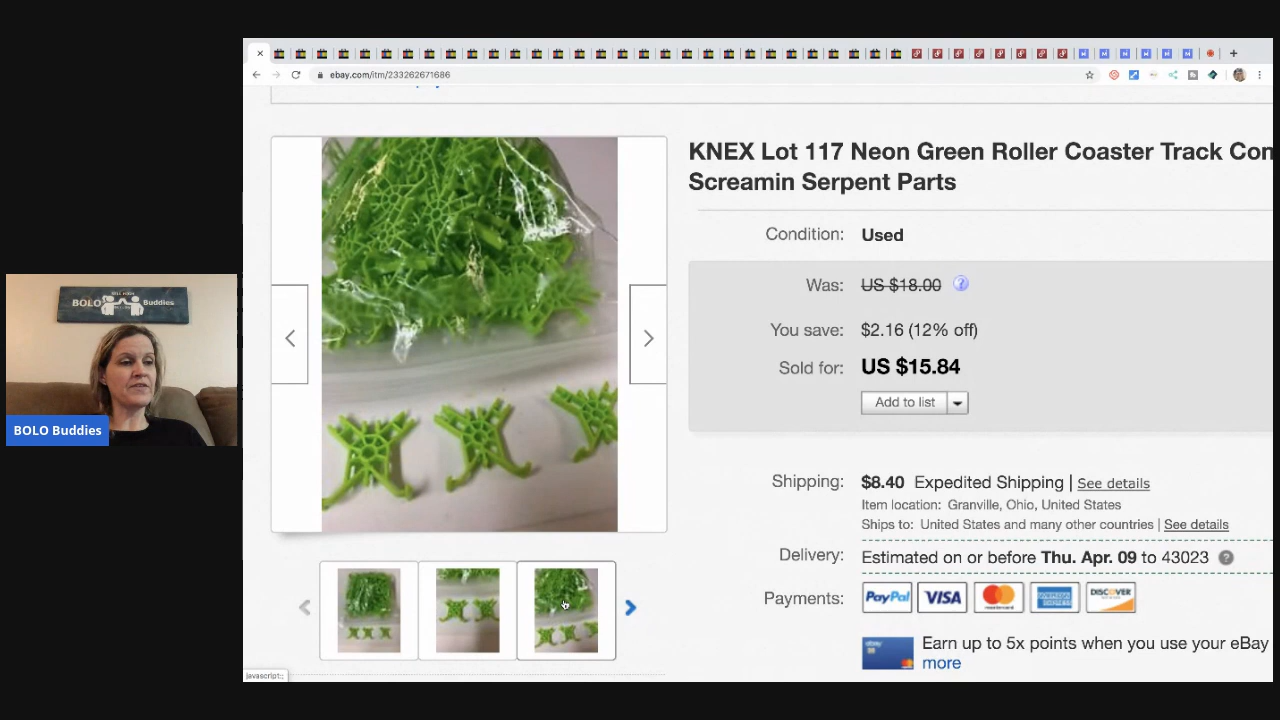 ebay.com/itm/233262671686
KNEX Lot 117 Neon Green Roller Coaster Track Con
Screamin Serpent Parts
Condition: Used
Was: US $18.00
You save: $2.16 (12% off)
Sold for: US $15.84
Add to list
Shipping: $8.40 Expedited Shipping | See details
Item location: Granville, Ohio, United States
Ships to: United States and many other countries | See details
Delivery: Estimated on or before Thu. Apr. 09 to 43023
Payments: PayPal VISA MasterCard AMERICAN EXPRESS DISCOVER
Earn up to 5x points when you use your eBay
more
javascript:;
BOLO Buddies
BOLO Buddies